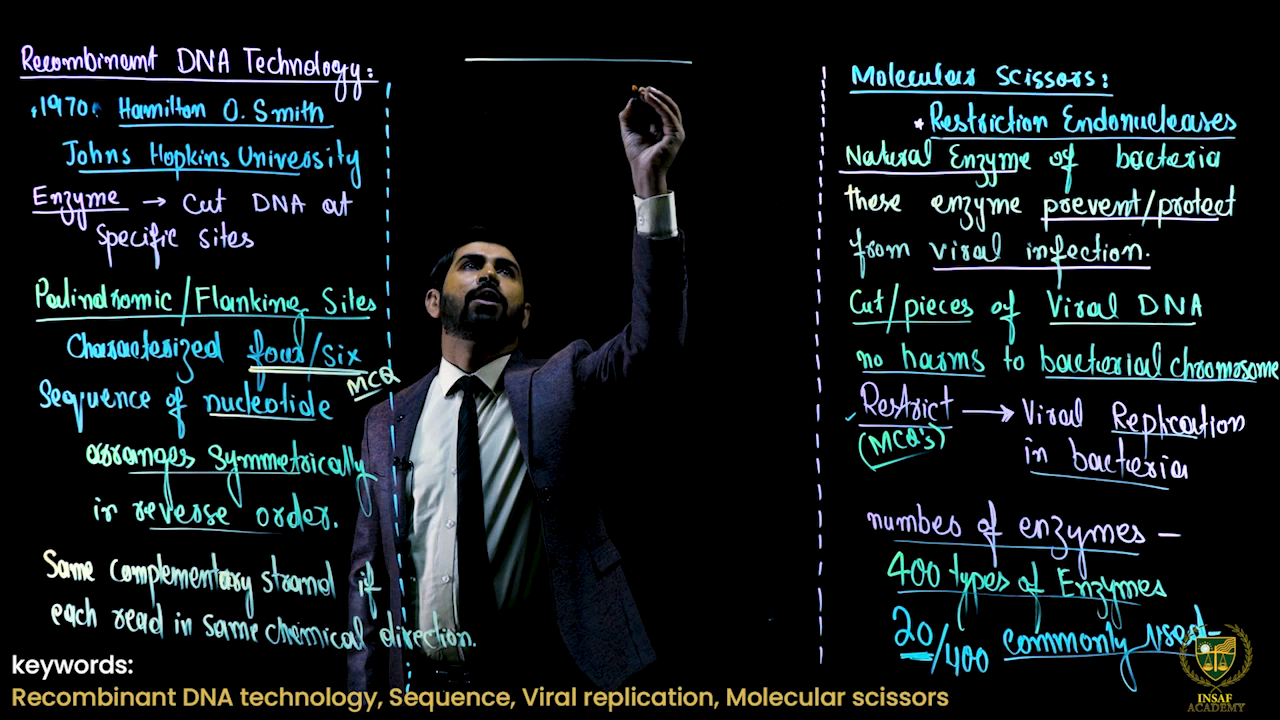 Recombinant DNA Technology:
1970: Hamilton O. Smith
Johns Hopkins University
Enzyme → Cut DNA at
Specific sites
Palindromic/Flanking Sites
Characterized four/six
MCQ
Sequence of nucleotide
arranges Symmetrically
in reverse order.
Same complementary strand if
each read in same chemical direction.
Molecular Scissors:
* Restriction Endonucleases
Natural Enzyme of bacteria
these enzyme prevent/protect
from viral infection.
Cut/pieces of Viral DNA
no harms to bacterial chromosome
Restrict → Viral Replication
(MCQ's)
in bacteria
numbes of enzymes -
400 types of Enzymes
20/400 commonly used-
keywords:
Recombinant DNA technology, Sequence, Viral replication, Molecular scissors
INSAF
ACADEMY